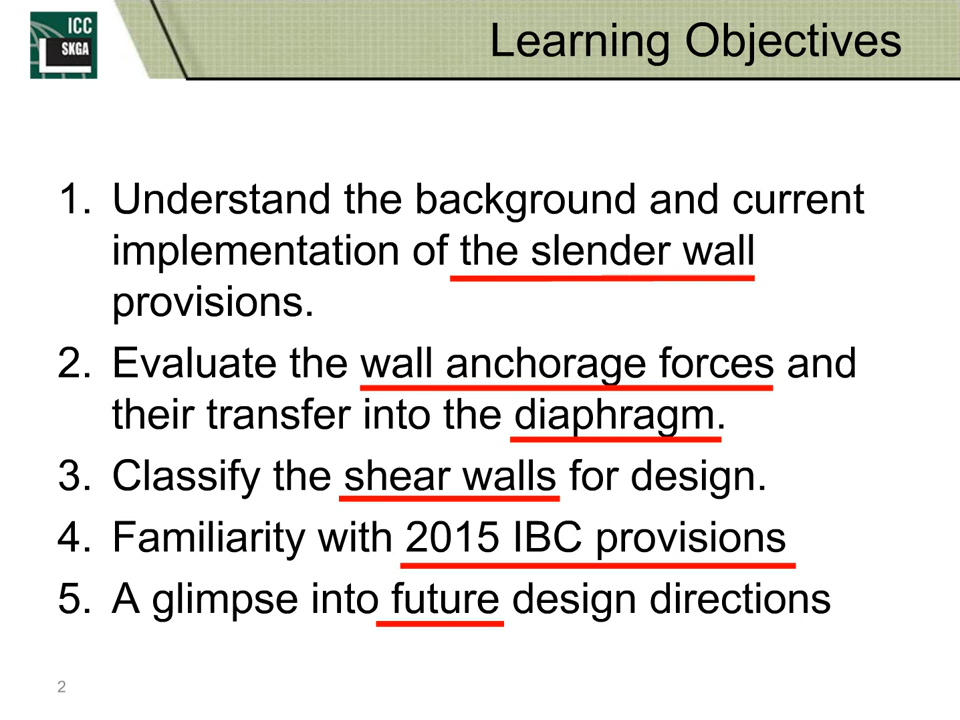 ICC
SKGA
Learning Objectives
1. Understand the background and current
implementation of the slender wall
provisions.
2. Evaluate the wall anchorage forces and
their transfer into the diaphragm.
3. Classify the shear walls for design.
4. Familiarity with 2015 IBC provisions
5. A glimpse into future design directions
2